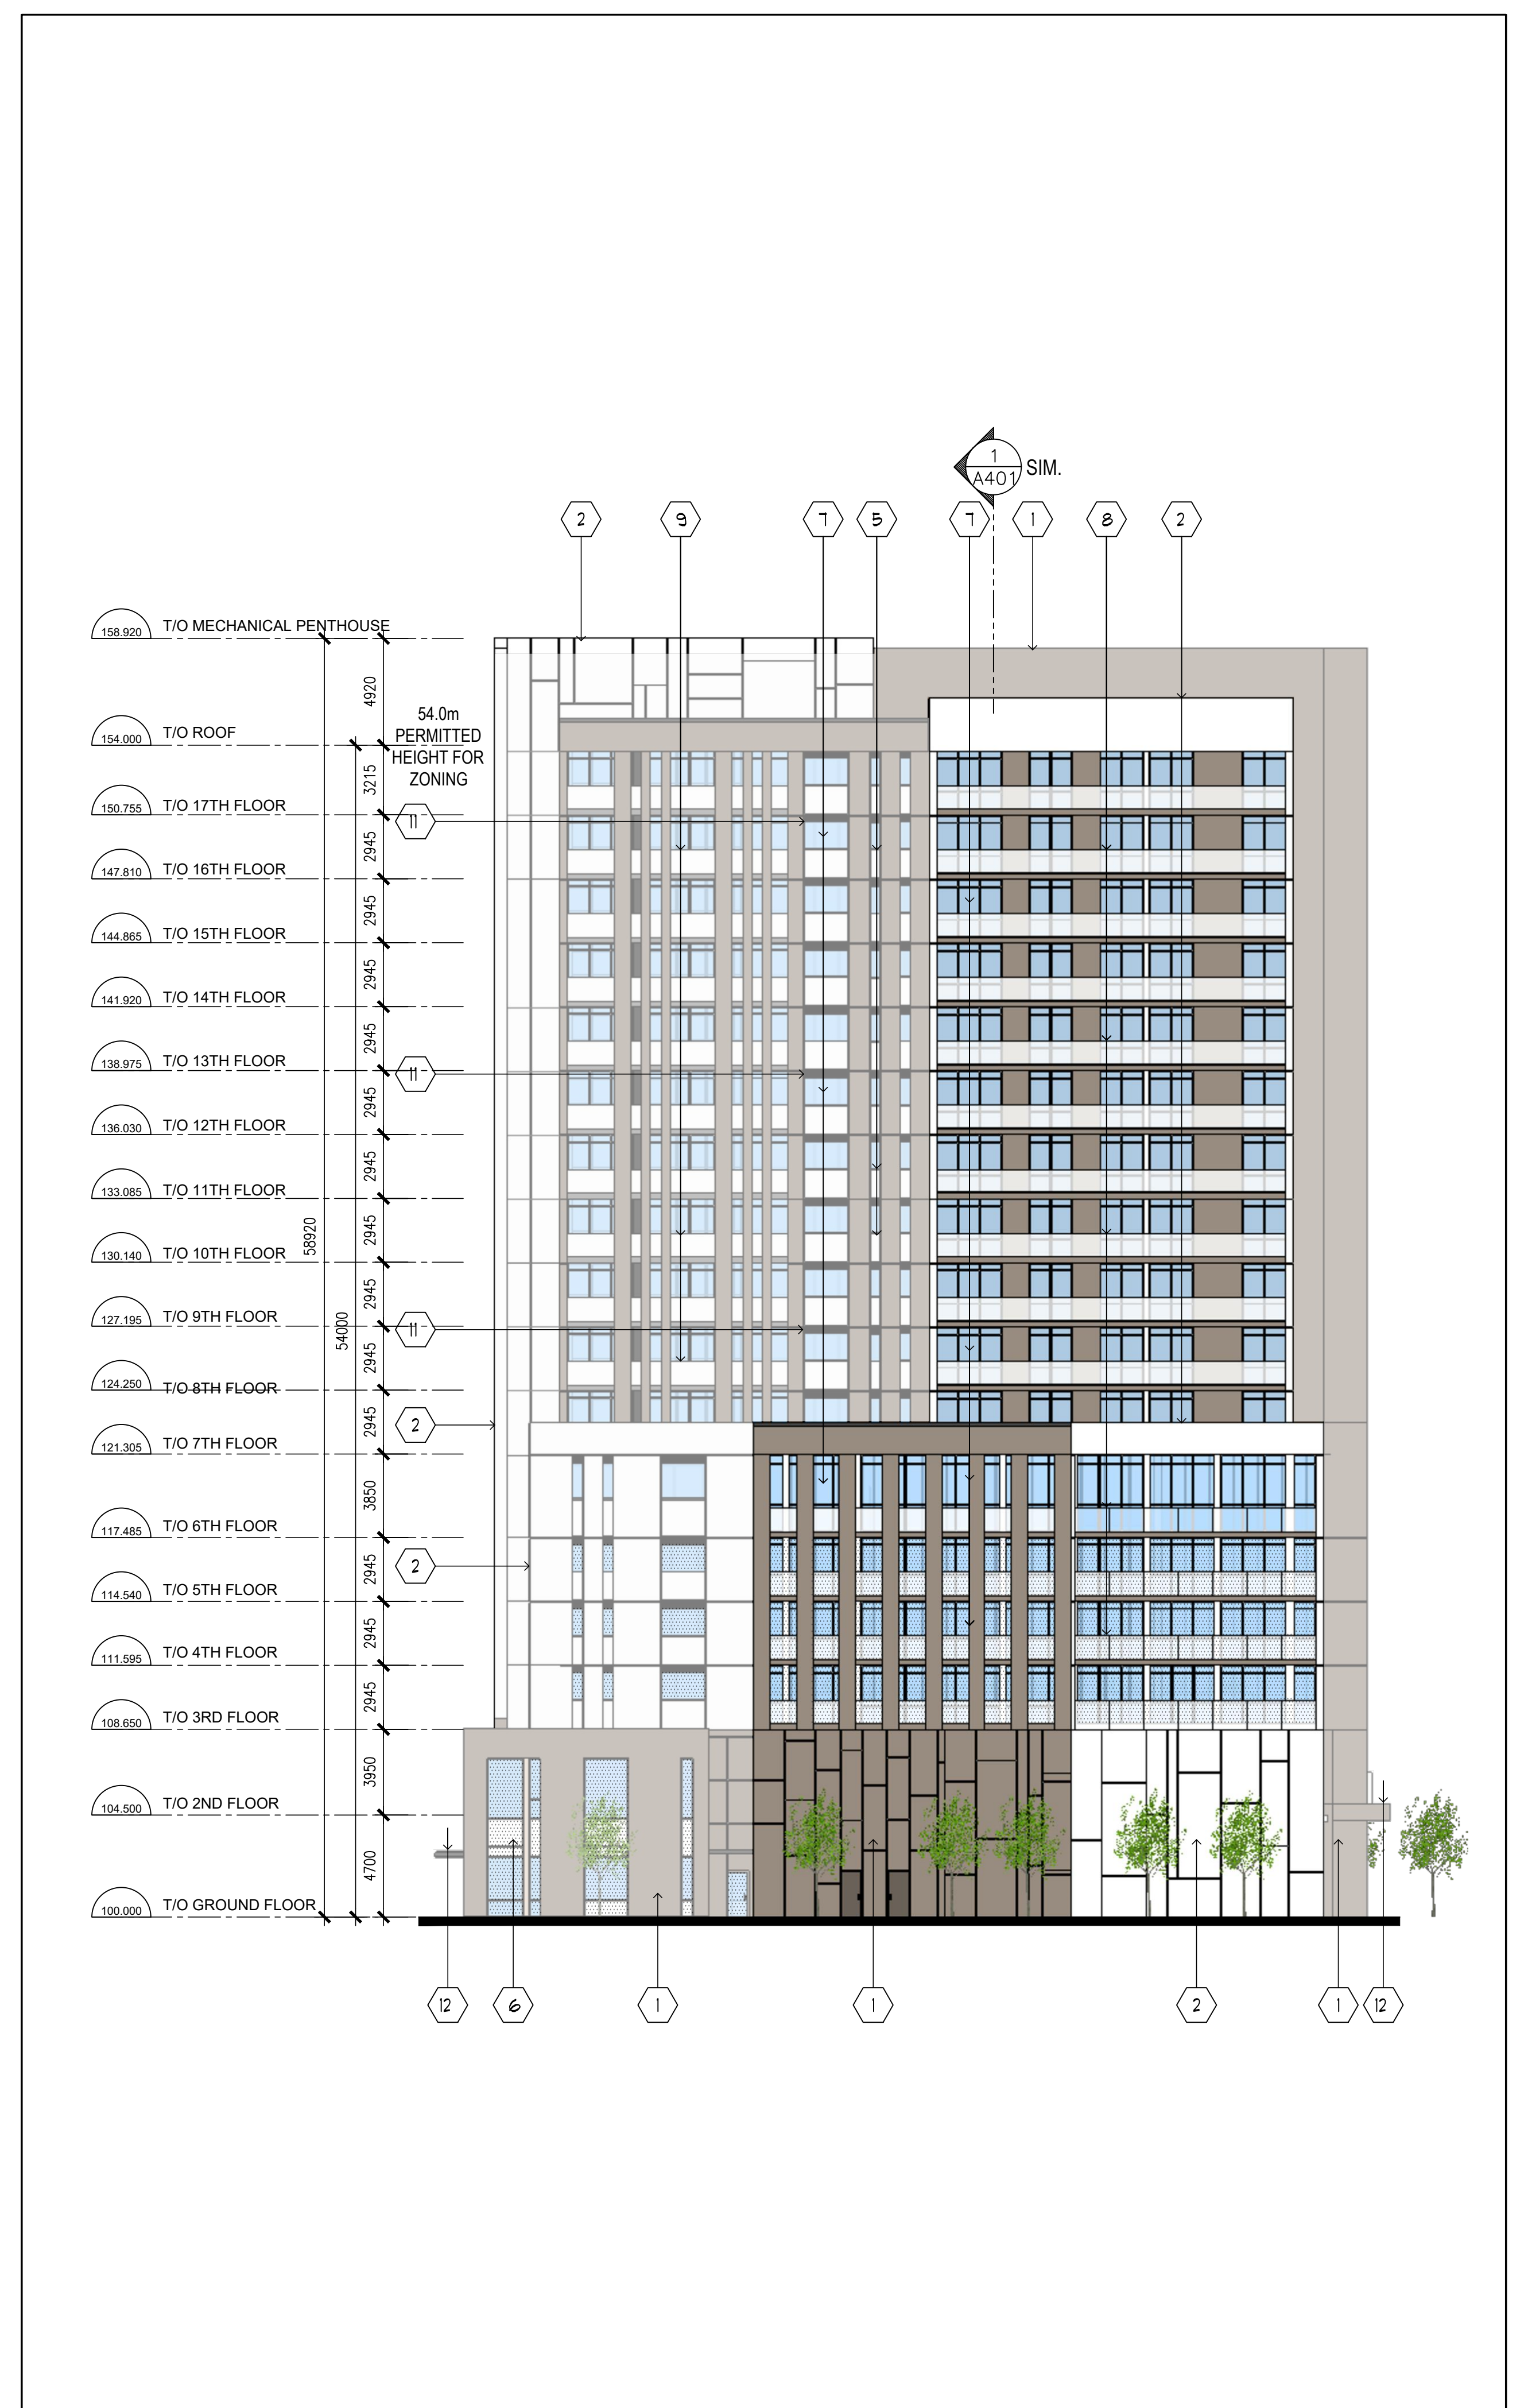 1
A401
SIM.
2
9
7
5
7
1
8
2
158.920 T/O MECHANICAL PENTHOUSE
4920
54.0m
PERMITTED
HEIGHT FOR
ZONING
154.000 T/O ROOF
3215
150.755 T/O 17TH FLOOR
11
2945
147.810 T/O 16TH FLOOR
2945
144.865 T/O 15TH FLOOR
2945
141.920 T/O 14TH FLOOR
2945
138.975 T/O 13TH FLOOR
11
2945
136.030 T/O 12TH FLOOR
2945
133.085 T/O 11TH FLOOR
58920
2945
130.140 T/O 10TH FLOOR
2945
127.195 T/O 9TH FLOOR
54000
11
2945
124.250 T/O 8TH FLOOR
2945
2
121.305 T/O 7TH FLOOR
3850
117.485 T/O 6TH FLOOR
2945
2
114.540 T/O 5TH FLOOR
2945
111.595 T/O 4TH FLOOR
2945
108.650 T/O 3RD FLOOR
3950
104.500 T/O 2ND FLOOR
4700
100.000 T/O GROUND FLOOR
12
6
1
1
2
1
12